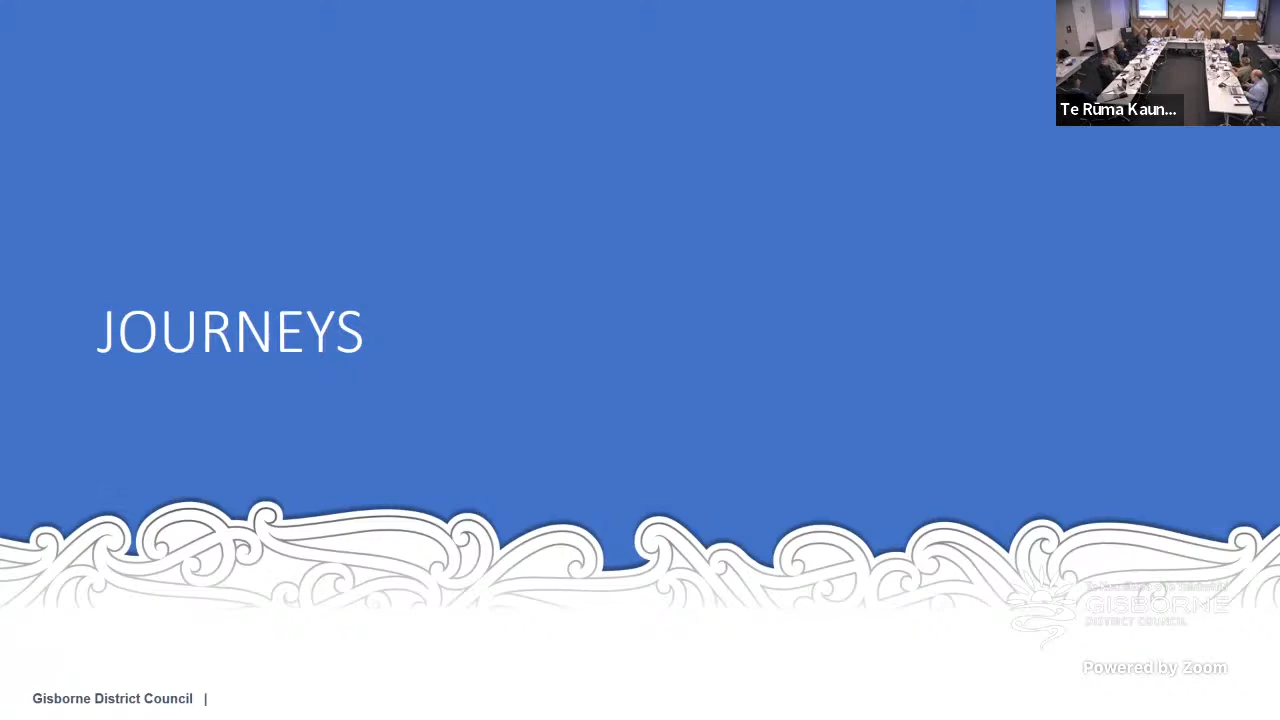 Te Rūma Kaun...
JOURNEYS
GISBORNE
DISTRICT COUNCIL
Powered by Zoom
Gisborne District Council |